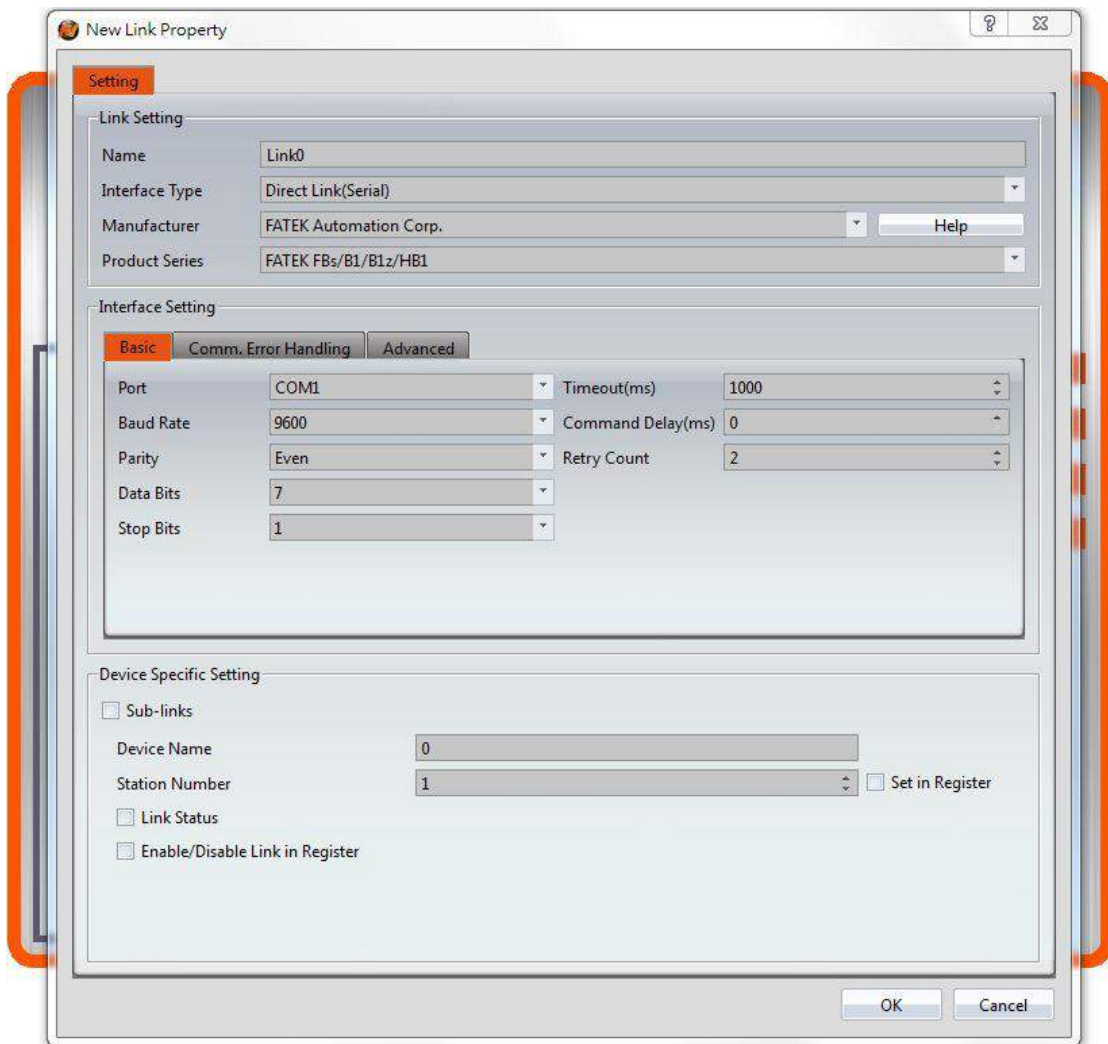 New Link Property
Setting
Link Setting
Name Link0
Interface Type Direct Link(Serial)
Manufacturer FATEK Automation Corp. Help
Product Series FATEK FBs/B1/B1z/HB1
Interface Setting
Basic Comm. Error Handling Advanced
Port COM1 Timeout(ms) 1000
Baud Rate 9600 Command Delay(ms) 0
Parity Even Retry Count 2
Data Bits 7
Stop Bits 1
Device Specific Setting
Sub-links
Device Name 0
Station Number 1 Set in Register
Link Status
Enable/Disable Link in Register
OK Cancel